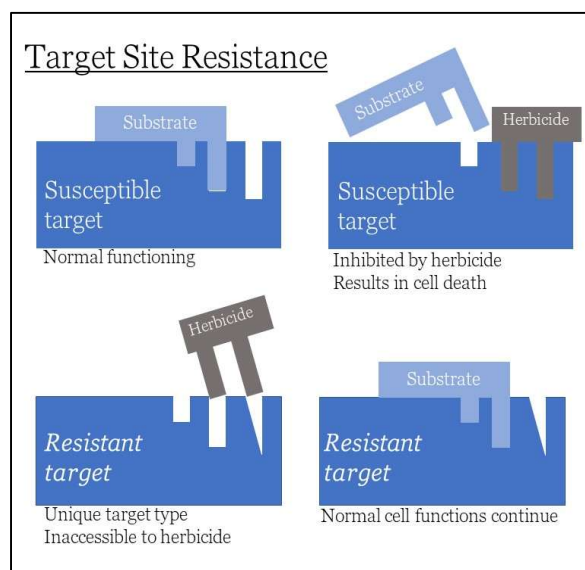 Target Site Resistance
Substrate
Susceptible
target
Normal functioning
Substrate
Herbicide
Susceptible
target
Inhibited by herbicide
Results in cell death
Herbicide
Resistant
target
Unique target type
Inaccessible to herbicide
Substrate
Resistant
target
Normal cell functions continue